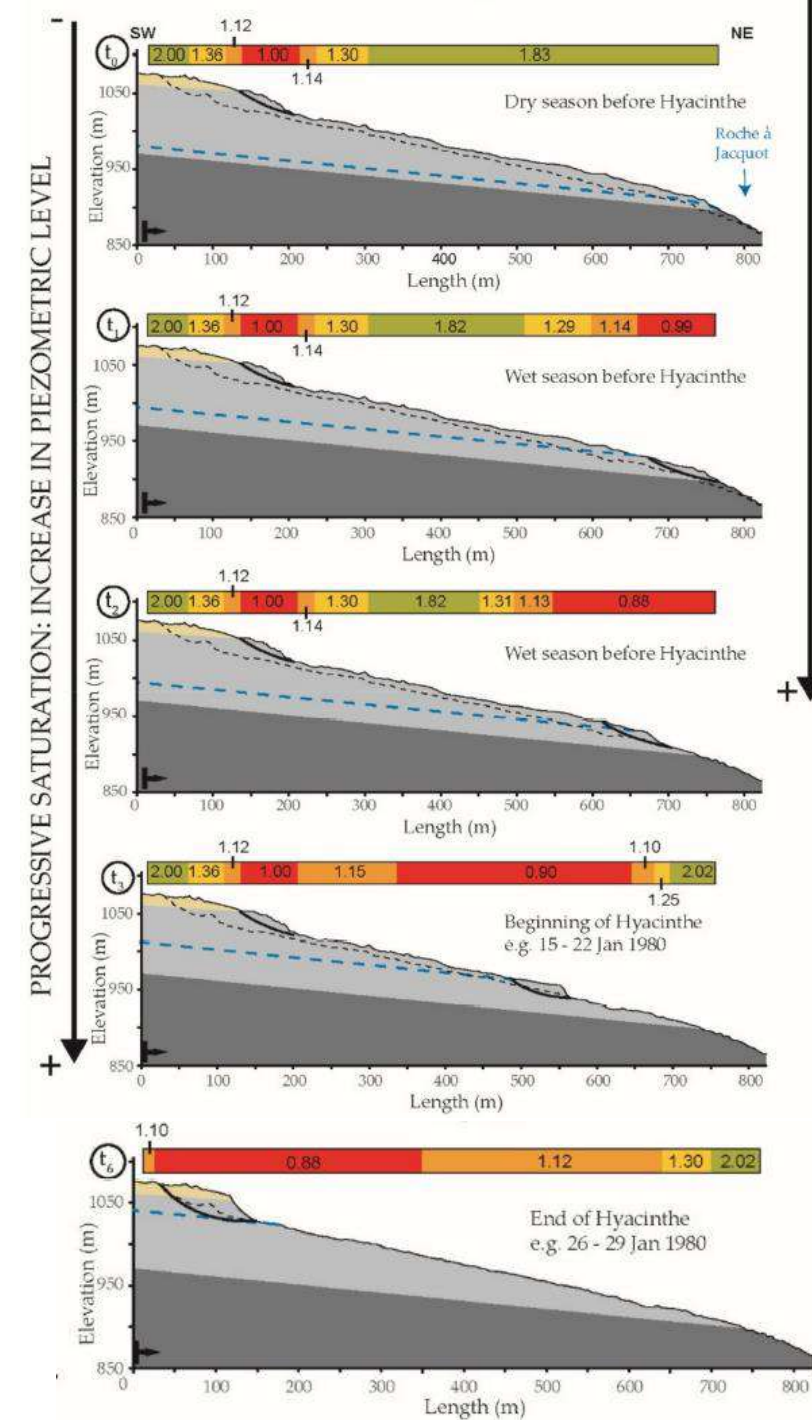 -
PROGRESSIVE SATURATION: INCREASE IN PIEZOMETRIC LEVEL
+
+
SW
NE
1.12
t0
2.00 1.36 1.00 1.30 1.83
1.14
Dry season before Hyacinthe
Roche à
Jacquot
Elevation (m)
1050
950
850
0 100 200 300 400 500 600 700 800
Length (m)
1.12
t1
2.00 1.36 1.00 1.30 1.82 1.29 1.14 0.99
1.14
Wet season before Hyacinthe
Elevation (m)
1050
950
850
0 100 200 300 400 500 600 700 800
Length (m)
1.12
t2
2.00 1.36 1.00 1.30 1.82 1.31 1.13 0.88
1.14
Wet season before Hyacinthe
Elevation (m)
1050
950
850
0 100 200 300 400 500 600 700 800
Length (m)
1.12 1.10
t3
2.00 1.36 1.00 1.15 0.90 2.02
1.25
Beginning of Hyacinthe
e.g. 15 - 22 Jan 1980
Elevation (m)
1050
950
850
0 100 200 300 400 500 600 700 800
Length (m)
1.10
t6
0.88 1.12 1.30 2.02
End of Hyacinthe
e.g. 26 - 29 Jan 1980
Elevation (m)
1050
950
850
0 100 200 300 400 500 600 700 800
Length (m)